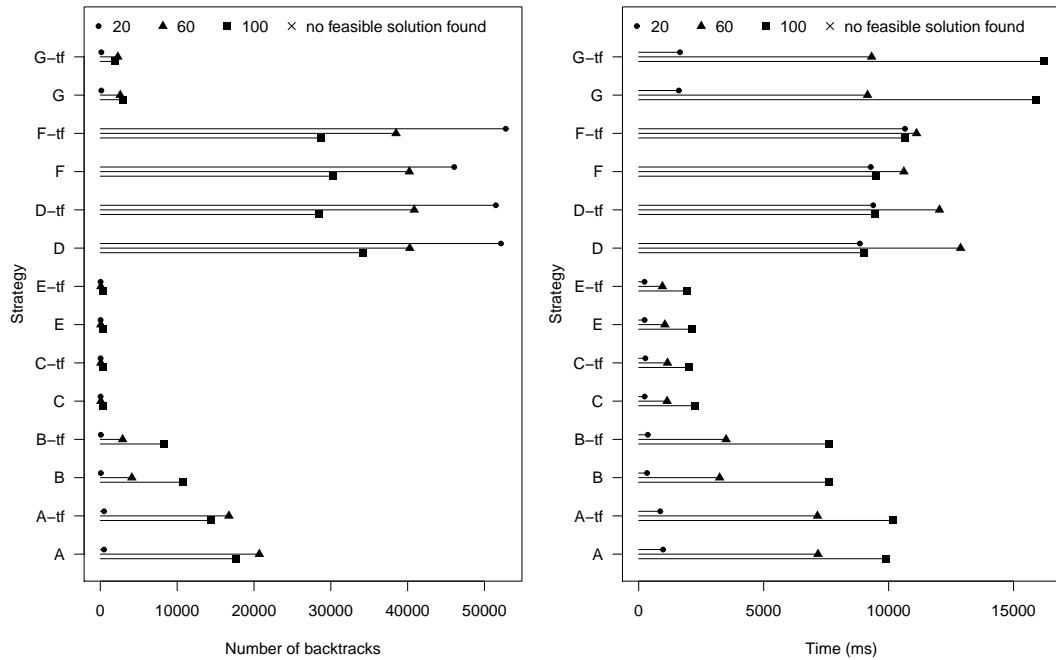 20 60 100 no feasible solution found
G−tf
G
F−tf
F
D−tf
D
E−tf
E
C−tf
C
B−tf
B
A−tf
A
Strategy
0 10000 20000 30000 40000 50000
Number of backtracks
20 60 100 no feasible solution found
G−tf
G
F−tf
F
D−tf
D
E−tf
E
C−tf
C
B−tf
B
A−tf
A
Strategy
0 5000 10000 15000
Time (ms)